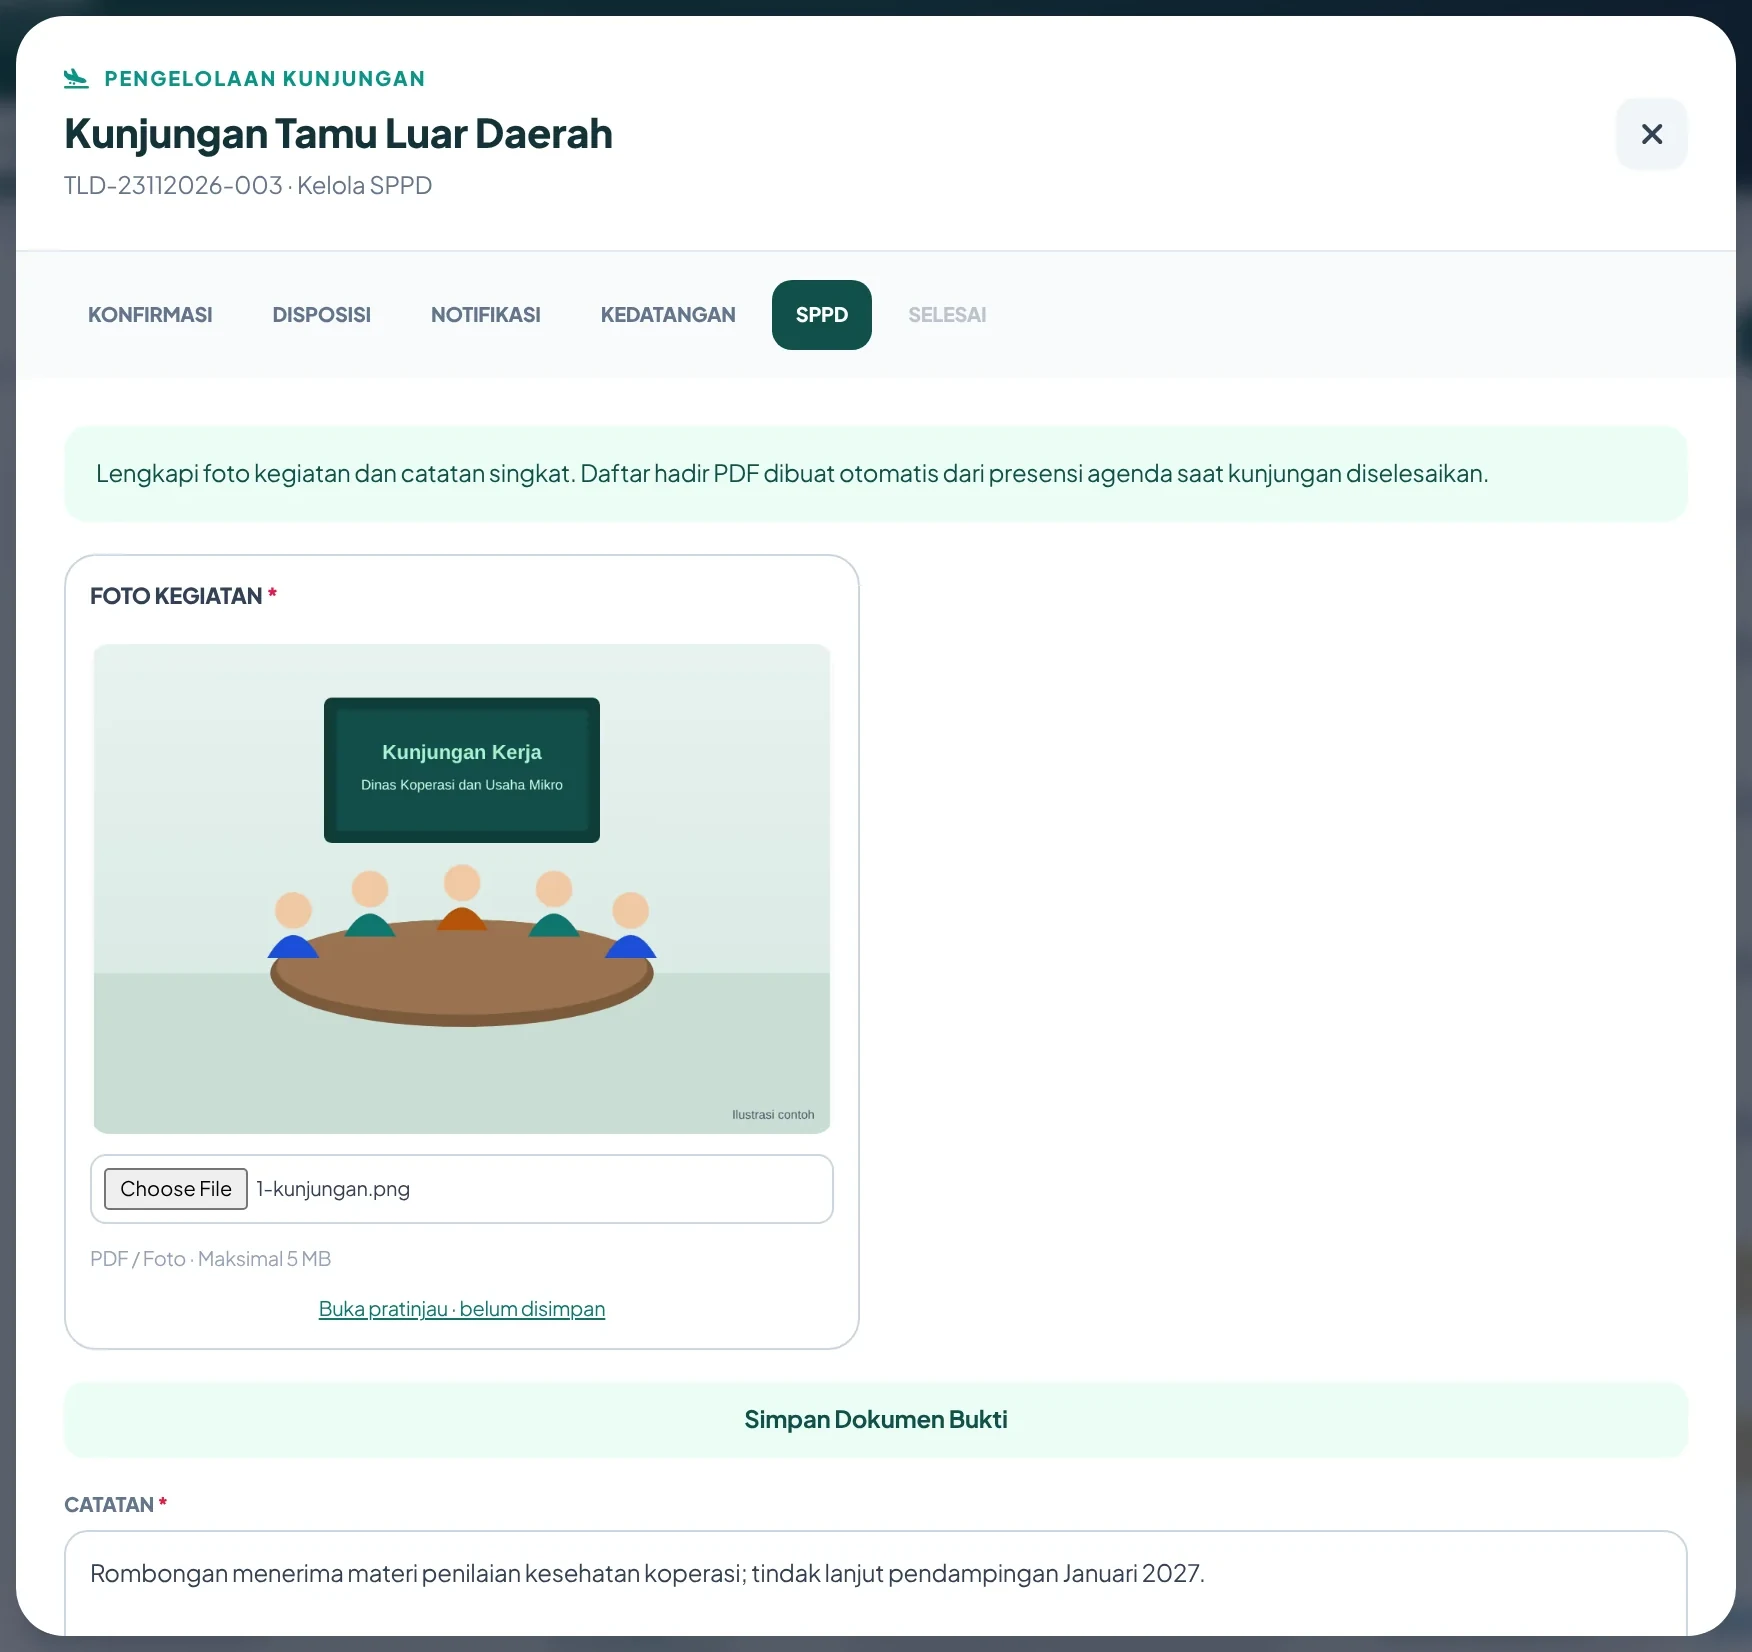 PENGELOLAAN KUNJUNGAN
Kunjungan Tamu Luar Daerah
TLD-23112026-003 · Kelola SPPD
KONFIRMASI DISPOSISI NOTIFIKASI KEDATANGAN SPPD SELESAI
Lengkapi foto kegiatan dan catatan singkat. Daftar hadir PDF dibuat otomatis dari presensi agenda saat kunjungan diselesaikan.
FOTO KEGIATAN *
Kunjungan Kerja
Dinas Koperasi dan Usaha Mikro
Ilustrasi contoh
Choose File 1-kunjungan.png
PDF / Foto · Maksimal 5 MB
Buka pratinjau · belum disimpan
Simpan Dokumen Bukti
CATATAN *
Rombongan menerima materi penilaian kesehatan koperasi; tindak lanjut pendampingan Januari 2027.